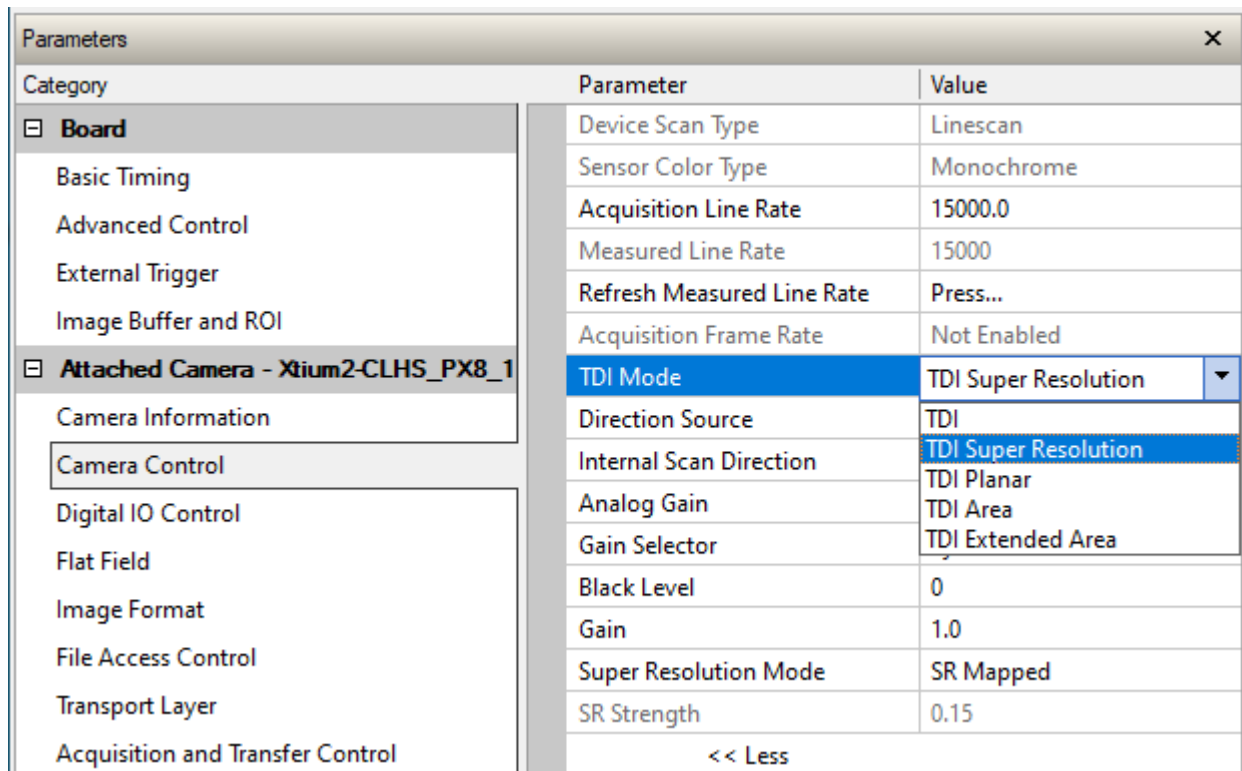 Parameters ×
Category Parameter Value
Board
Basic Timing
Advanced Control
External Trigger
Image Buffer and ROI
Attached Camera - Xtium2-CLHS_PX8_1
Camera Information
Camera Control
Digital IO Control
Flat Field
Image Format
File Access Control
Transport Layer
Acquisition and Transfer Control
Device Scan Type Linescan
Sensor Color Type Monochrome
Acquisition Line Rate 15000.0
Measured Line Rate 15000
Refresh Measured Line Rate Press...
Acquisition Frame Rate Not Enabled
TDI Mode TDI Super Resolution
Direction Source
Internal Scan Direction
Analog Gain
Gain Selector
TDI
TDI Super Resolution
TDI Planar
TDI Area
TDI Extended Area
Black Level 0
Gain 1.0
Super Resolution Mode SR Mapped
SR Strength 0.15
<< Less